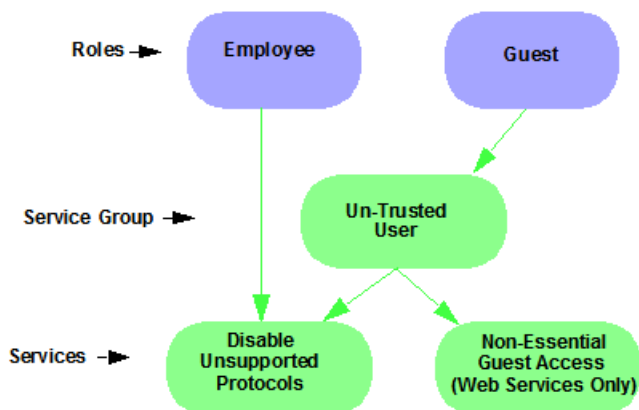 Roles
Employee
Guest
Service Group
Un-Trusted
User
Services
Disable
Unsupported
Protocols
Non-Essential
Guest Access
(Web Services Only)